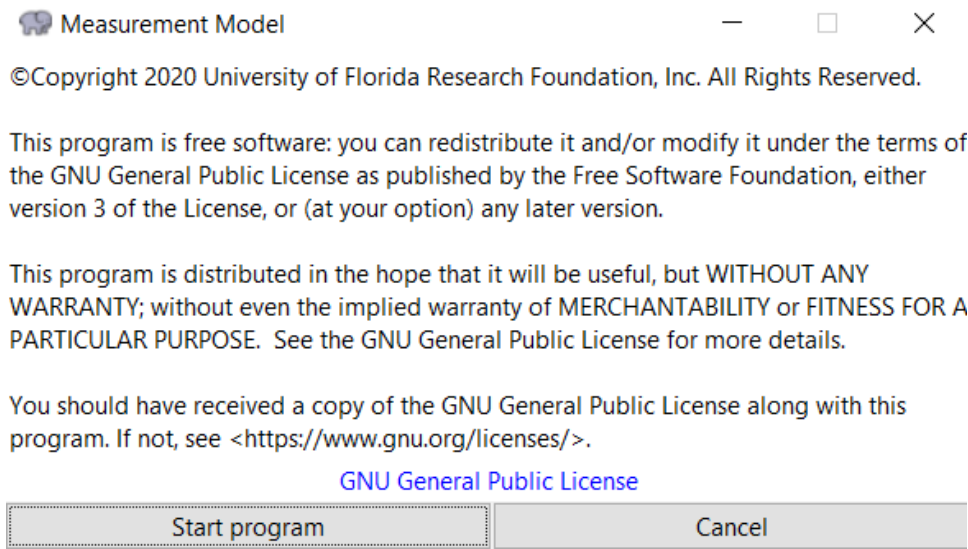 Measurement Model
©Copyright 2020 University of Florida Research Foundation, Inc. All Rights Reserved.
This program is free software: you can redistribute it and/or modify it under the terms of
the GNU General Public License as published by the Free Software Foundation, either
version 3 of the License, or (at your option) any later version.
This program is distributed in the hope that it will be useful, but WITHOUT ANY
WARRANTY; without even the implied warranty of MERCHANTABILITY or FITNESS FOR A
PARTICULAR PURPOSE.  See the GNU General Public License for more details.
You should have received a copy of the GNU General Public License along with this
program. If not, see <https://www.gnu.org/licenses/>.
GNU General Public License
Start program
Cancel